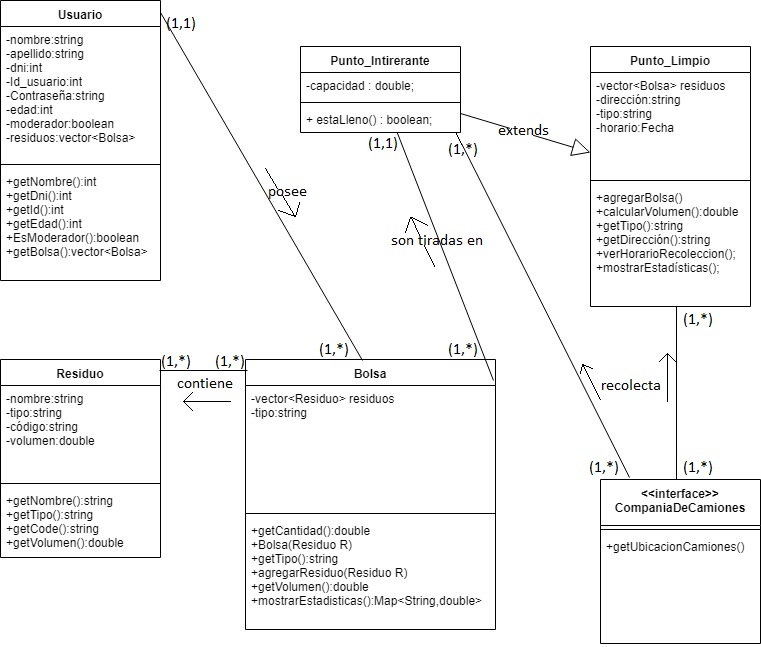 Usuario
-nombre:string
-apellido:string
-dni:int
-Id_usuario:int
-Contraseña:string
-edad:int
-moderador:boolean
-residuos:vector<Bolsa>
+getNombre():int
+getDni():int
+getId():int
+getEdad():int
+EsModerador():boolean
+getBolsa():vector<Bolsa>
(1,1)
Punto_Intirerante
-capacidad : double;
+ estaLleno() : boolean;
(1,1)
(1,*)
extends
Punto_Limpio
-vector<Bolsa> residuos
-dirección:string
-tipo:string
-horario:Fecha
+agregarBolsa()
+calcularVolumen():double
+getTipo():string
+getDirección():string
+verHorarioRecoleccion();
+mostrarEstadísticas();
(1,*)
posee
son tiradas en
(1,*)
(1,*)
(1,*)
(1,*)
contiene
recolecta
Residuo
-nombre:string
-tipo:string
-código:string
-volumen:double
+getNombre():string
+getTipo():string
+getCode():string
+getVolumen():double
Bolsa
-vector<Residuo> residuos
-tipo:string
+getCantidad():double
+Bolsa(Residuo R)
+getTipo():string
+agregarResiduo(Residuo R)
+getVolumen():double
+mostrarEstadisticas():Map<String,double>
(1,*)
(1,*)
<<interface>>
CompaniaDeCamiones
+getUbicacionCamiones()